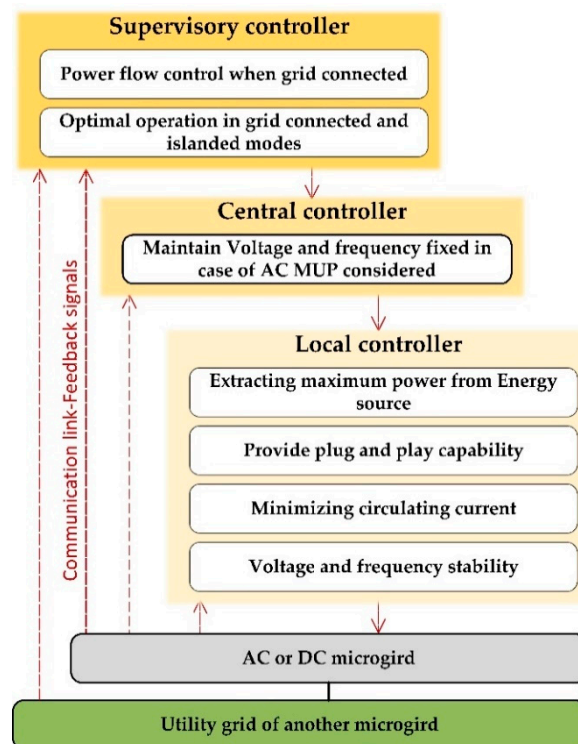 Supervisory controller
Power flow control when grid connected
Optimal operation in grid connected and
islanded modes
Central controller
Maintain Voltage and frequency fixed in
case of AC MUP considered
Local controller
Extracting maximum power from Energy
source
Provide plug and play capability
Minimizing circulating current
Voltage and frequency stability
Communication link-Feedback signals
AC or DC microgird
Utility grid of another microgird